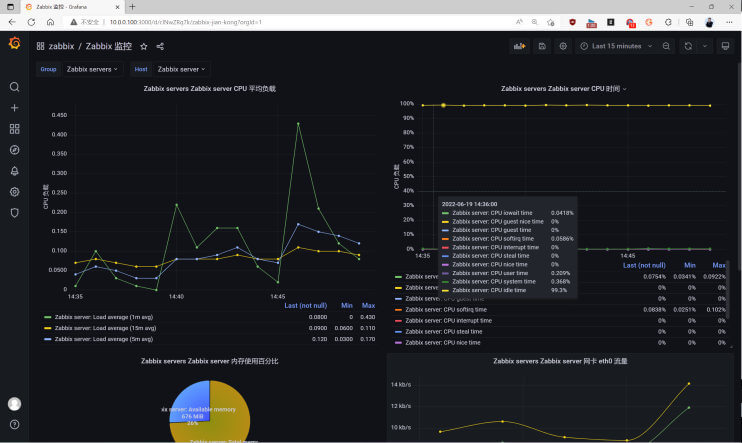 Zabbix 监控 - Grafana
不安全
10.0.0.100:3000/d/rJNwZRq7k/zabbix-jian-kong?orgId=1
zabbix / Zabbix 监控
Last 15 minutes
Group
Zabbix servers
Host
Zabbix server
Zabbix servers Zabbix server CPU 平均负载
0.450
0.400
0.350
0.300
0.250
0.200
0.150
0.100
0.0500
0
CPU 负载
14:35
14:40
14:45
Last (not null) Min Max
Zabbix server: Load average (1m avg) 0.0800 0 0.430
Zabbix server: Load average (15m avg) 0.0900 0.0600 0.110
Zabbix server: Load average (5m avg) 0.120 0.0300 0.170
Zabbix servers Zabbix server CPU 时间
100%
90%
80%
70%
60%
50%
40%
30%
20%
10%
0%
CPU 负载
14:35
14:45
2022-06-19 14:36:00
Zabbix server: CPU iowait time 0.0418%
Zabbix server: CPU guest nice time 0%
Zabbix server: CPU guest time 0%
Zabbix server: CPU softirq time 0.0586%
Zabbix server: CPU interrupt time 0%
Zabbix server: CPU steal time 0%
Zabbix server: CPU nice time 0%
Zabbix server: CPU user time 0.209%
Zabbix server: CPU system time 0.368%
Zabbix server: CPU idle time 99.3%
Last (not null) Min Max
Zabbix serve 0.0754% 0.0341% 0.0922%
Zabbix serve 0% 0% 0%
Zabbix server: CPU guest time 0% 0% 0%
Zabbix server: CPU softirq time 0.0838% 0.0251% 0.102%
Zabbix server: CPU interrupt time 0% 0% 0%
Zabbix server: CPU steal time 0% 0% 0%
Zabbix server: CPU nice time 0% 0% 0%
Zabbix servers Zabbix server 内存使用百分比
ix server: Available memory
676 MiB
26%
Zabbix servers Zabbix server 网卡 eth0 流量
14 kb/s
12 kb/s
10 kb/s